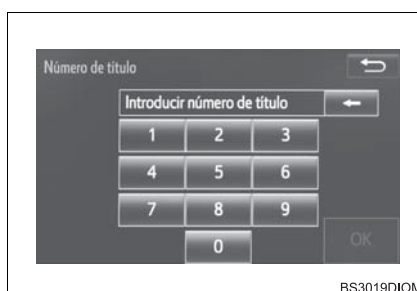 Número de título
Introducir número de título
1 2 3
4 5 6
7 8 9
0 OK
BS3019DIOM